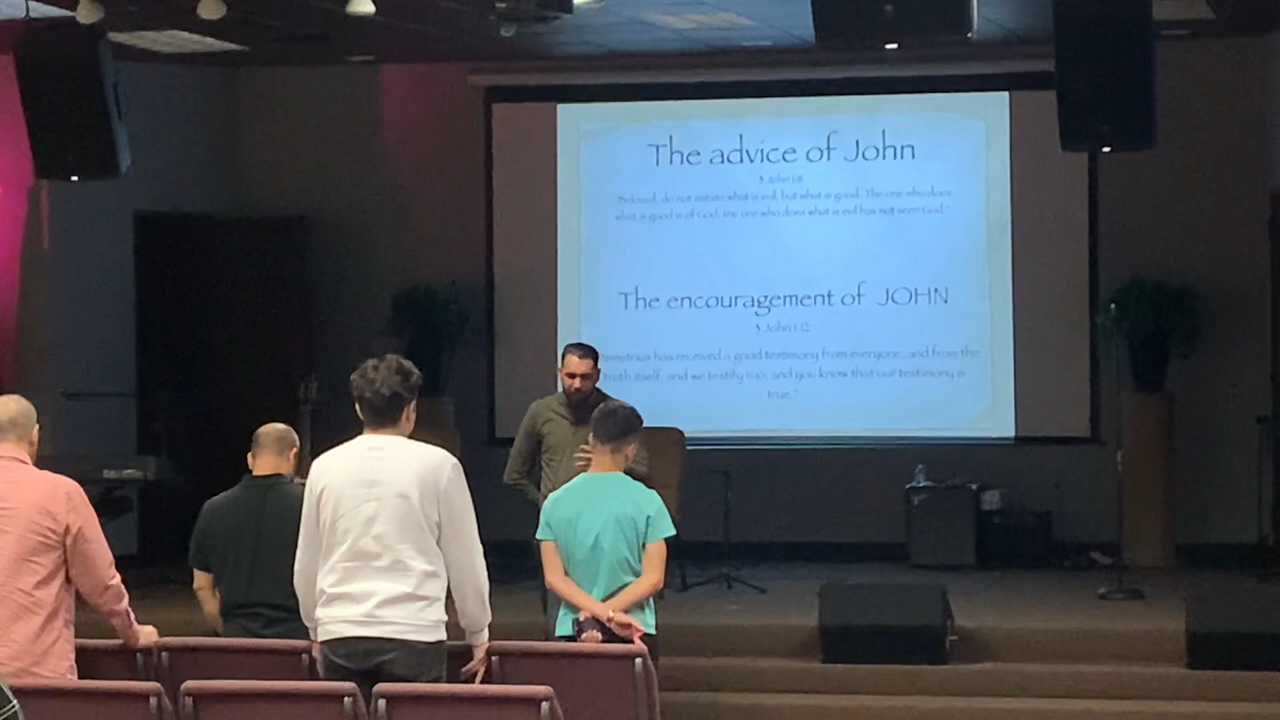 The advice of John
3 John 1:11
"Beloved, do not imitate what is evil, but what is good. The one who does
what is good is of God; the one who does what is evil has not seen God.
The encouragement of JOHN
3 John 1:12
emetrius has received a good testimony from everyone, and from the
truth itself; and we testify too, and you know that our testimony is
true."